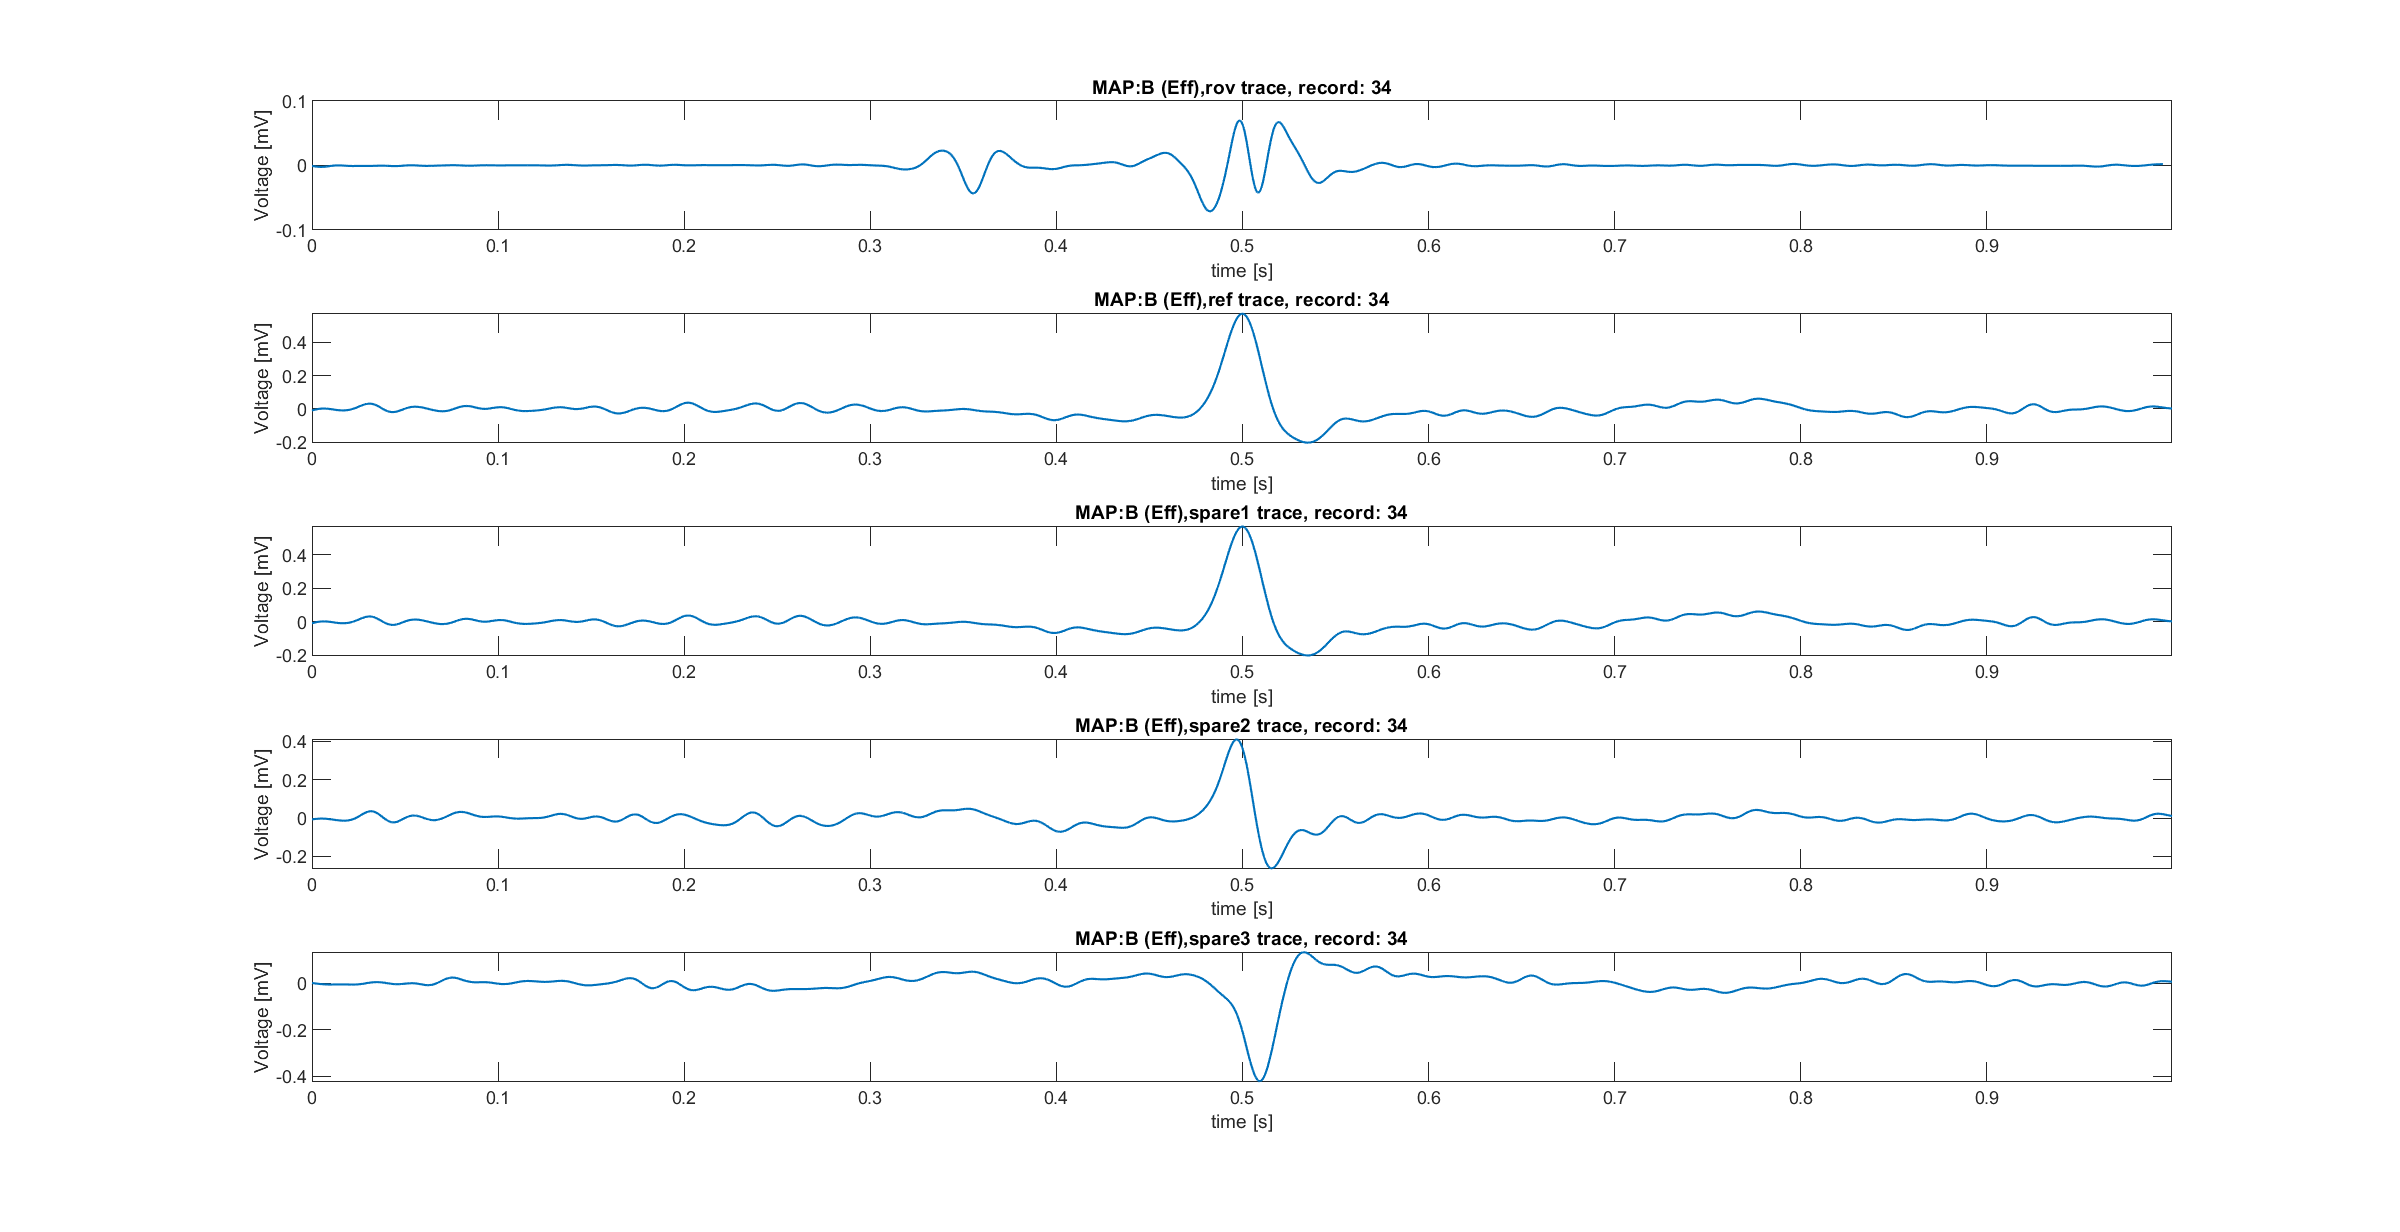 MAP:B (Eff),rov trace, record: 34
0.1
0
-0.1
Voltage [mV]
0 0.1 0.2 0.3 0.4 0.5 0.6 0.7 0.8 0.9
time [s]
MAP:B (Eff),ref trace, record: 34
0.4
0.2
0
-0.2
Voltage [mV]
0 0.1 0.2 0.3 0.4 0.5 0.6 0.7 0.8 0.9
time [s]
MAP:B (Eff),spare1 trace, record: 34
0.4
0.2
0
-0.2
Voltage [mV]
0 0.1 0.2 0.3 0.4 0.5 0.6 0.7 0.8 0.9
time [s]
MAP:B (Eff),spare2 trace, record: 34
0.4
0.2
0
-0.2
Voltage [mV]
0 0.1 0.2 0.3 0.4 0.5 0.6 0.7 0.8 0.9
time [s]
MAP:B (Eff),spare3 trace, record: 34
0
-0.2
-0.4
Voltage [mV]
0 0.1 0.2 0.3 0.4 0.5 0.6 0.7 0.8 0.9
time [s]